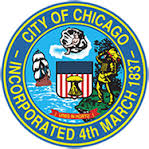 CITY OF CHICAGO
URBS IN HORTO
INCORPORATED 4th MARCH 1837